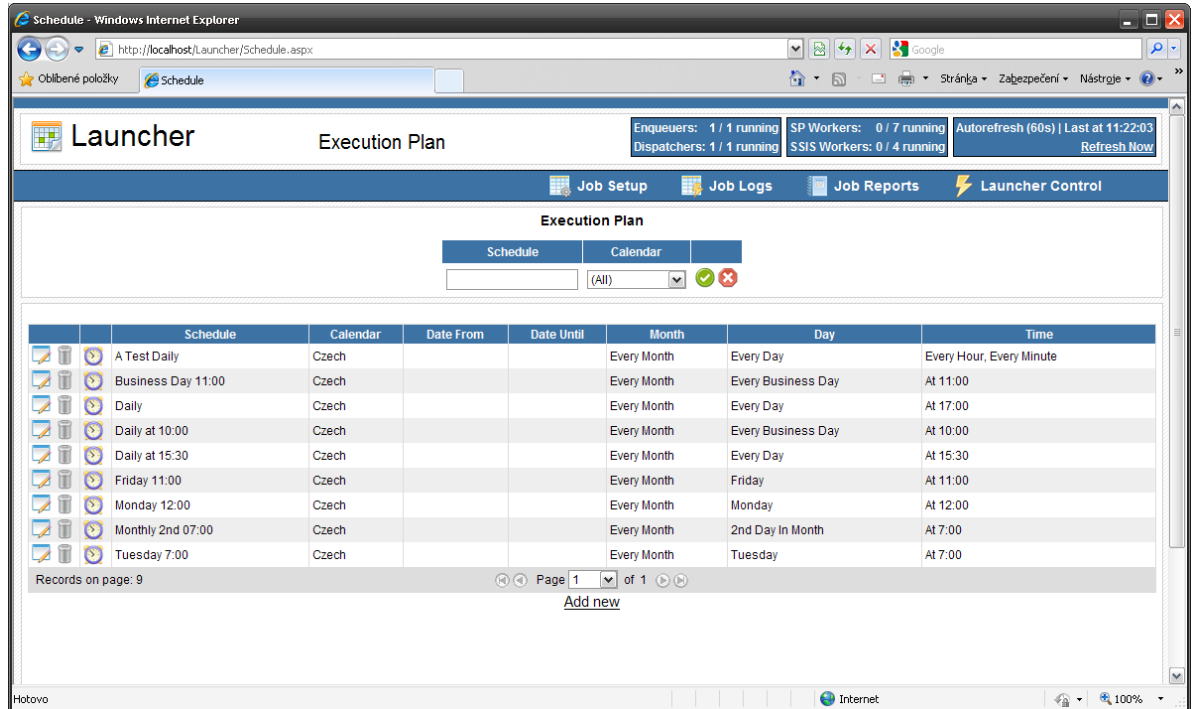 Schedule - Windows Internet Explorer
http://localhost/Launcher/Schedule.aspx
Google
Oblíbené položky
Schedule
Stránka
Zabezpečení
Nástroje
»
Launcher
Execution Plan
Enqueuers: 1 / 1 running
Dispatchers: 1 / 1 running
SP Workers: 0 / 7 running
SSIS Workers: 0 / 4 running
Autorefresh (60s) | Last at 11:22:03
Refresh Now
Job Setup Job Logs Job Reports Launcher Control
Execution Plan
Schedule Calendar
(All)
Schedule Calendar Date From Date Until Month Day Time
A Test Daily Czech Every Month Every Day Every Hour, Every Minute
Business Day 11:00 Czech Every Month Every Business Day At 11:00
Daily Czech Every Month Every Day At 17:00
Daily at 10:00 Czech Every Month Every Business Day At 10:00
Daily at 15:30 Czech Every Month Every Day At 15:30
Friday 11:00 Czech Every Month Friday At 11:00
Monday 12:00 Czech Every Month Monday At 12:00
Monthly 2nd 07:00 Czech Every Month 2nd Day In Month At 7:00
Tuesday 7:00 Czech Every Month Tuesday At 7:00
Records on page: 9 Page 1 of 1
Add new
Hotovo Internet 100%